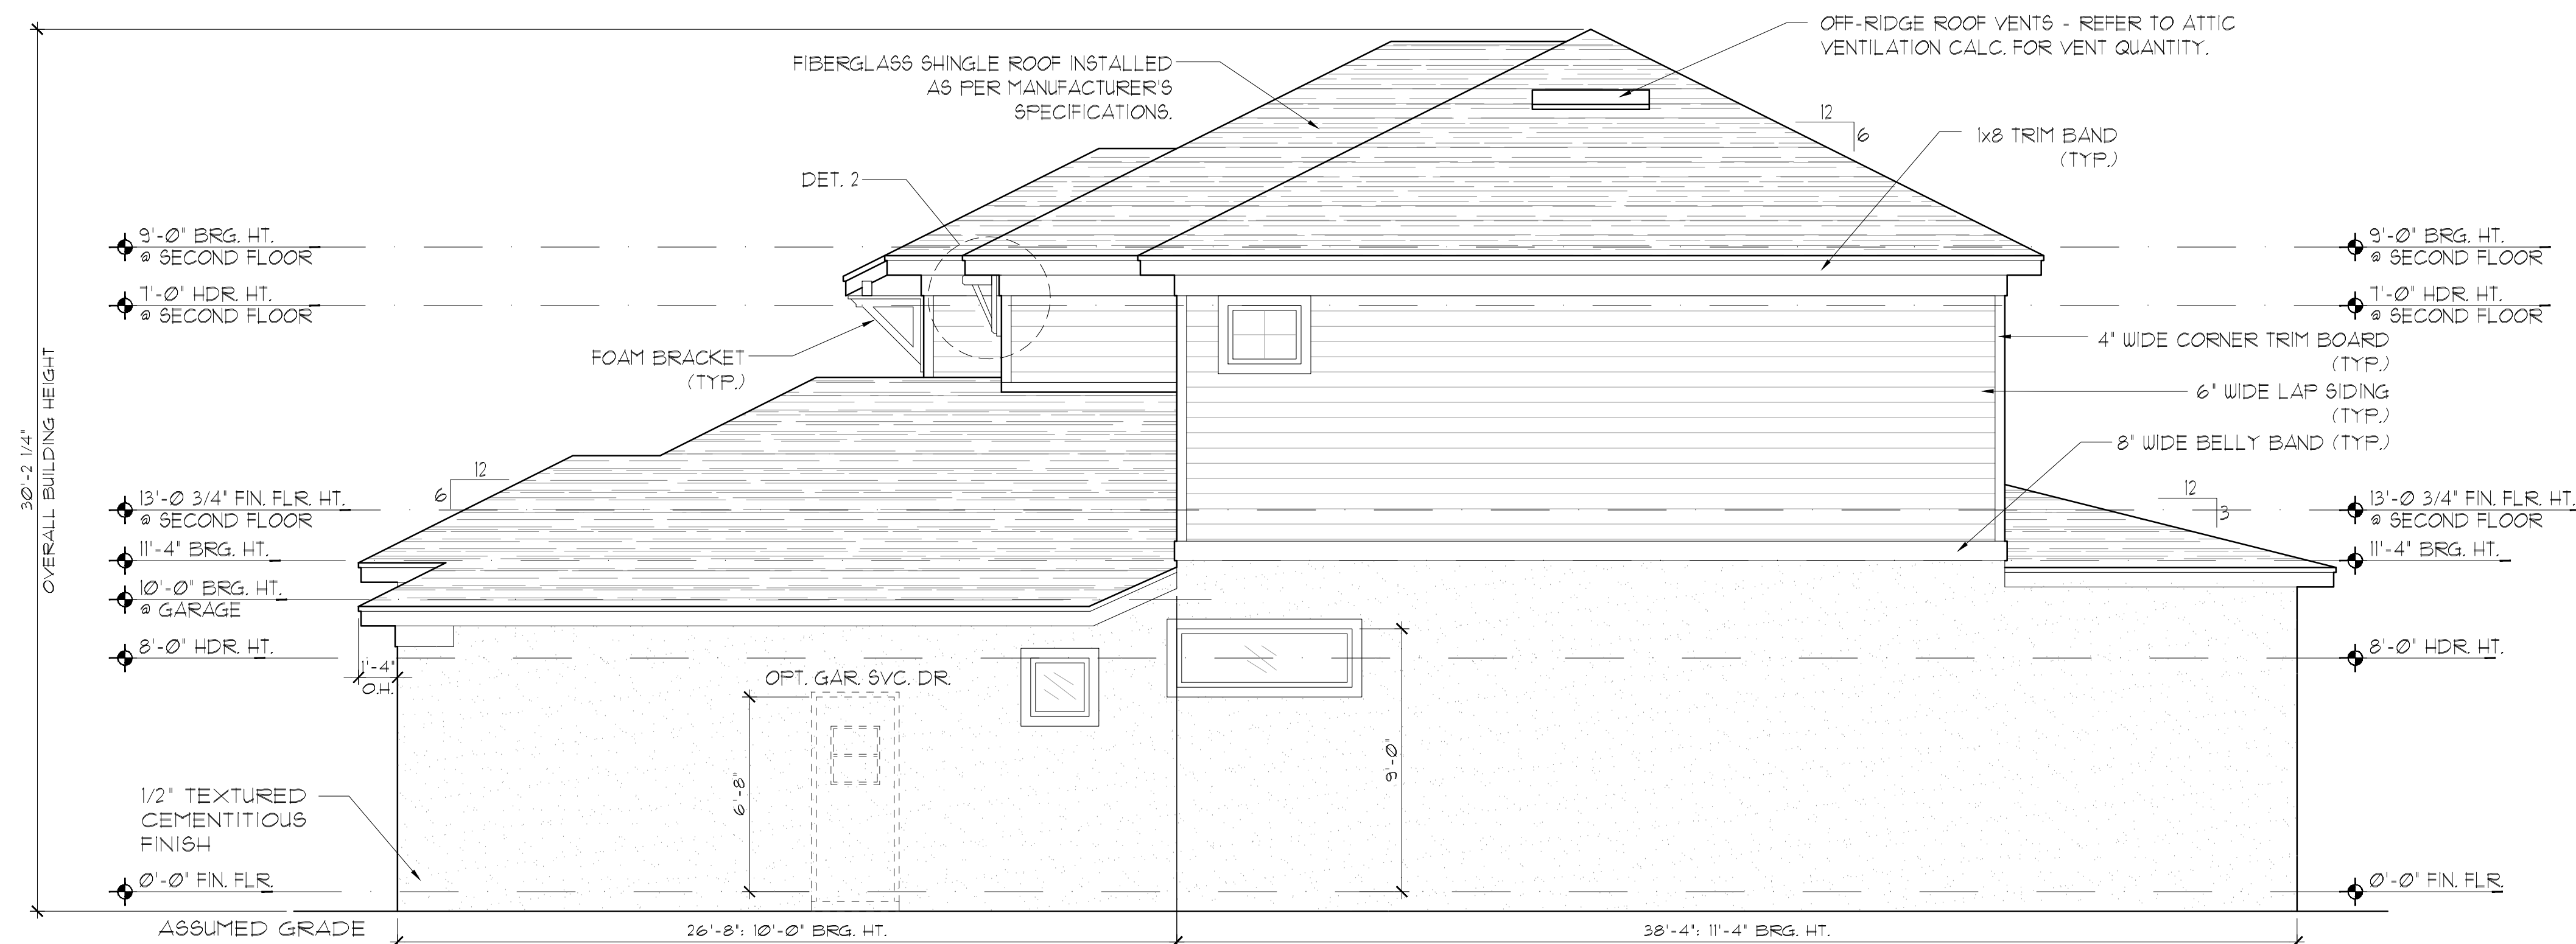 OFF-RIDGE ROOF VENTS - REFER TO ATTIC
VENTILATION CALC. FOR VENT QUANTITY.
FIBERGLASS SHINGLE ROOF INSTALLED
AS PER MANUFACTURER'S
SPECIFICATIONS.
12
6
1x8 TRIM BAND
(TYP.)
DET. 2
9'-0" BRG. HT.
@ SECOND FLOOR
7'-0" HDR. HT.
@ SECOND FLOOR
9'-0" BRG. HT.
@ SECOND FLOOR
7'-0" HDR. HT.
@ SECOND FLOOR
FOAM BRACKET
(TYP.)
4" WIDE CORNER TRIM BOARD
(TYP.)
6" WIDE LAP SIDING
(TYP.)
8" WIDE BELLY BAND (TYP.)
30'-2 1/4"
OVERALL BUILDING HEIGHT
12
6
12
3
13'-0 3/4" FIN. FLR. HT.
@ SECOND FLOOR
11'-4" BRG. HT.
10'-0" BRG. HT.
@ GARAGE
8'-0" HDR. HT.
13'-0 3/4" FIN. FLR. HT.
@ SECOND FLOOR
11'-4" BRG. HT.
8'-0" HDR. HT.
1'-4"
O.H.
OPT. GAR. SVC. DR.
6'-8"
9'-0"
1/2" TEXTURED
CEMENTITIOUS
FINISH
0'-0" FIN. FLR.
0'-0" FIN. FLR.
ASSUMED GRADE
26'-8": 10'-0" BRG. HT.
38'-4": 11'-4" BRG. HT.